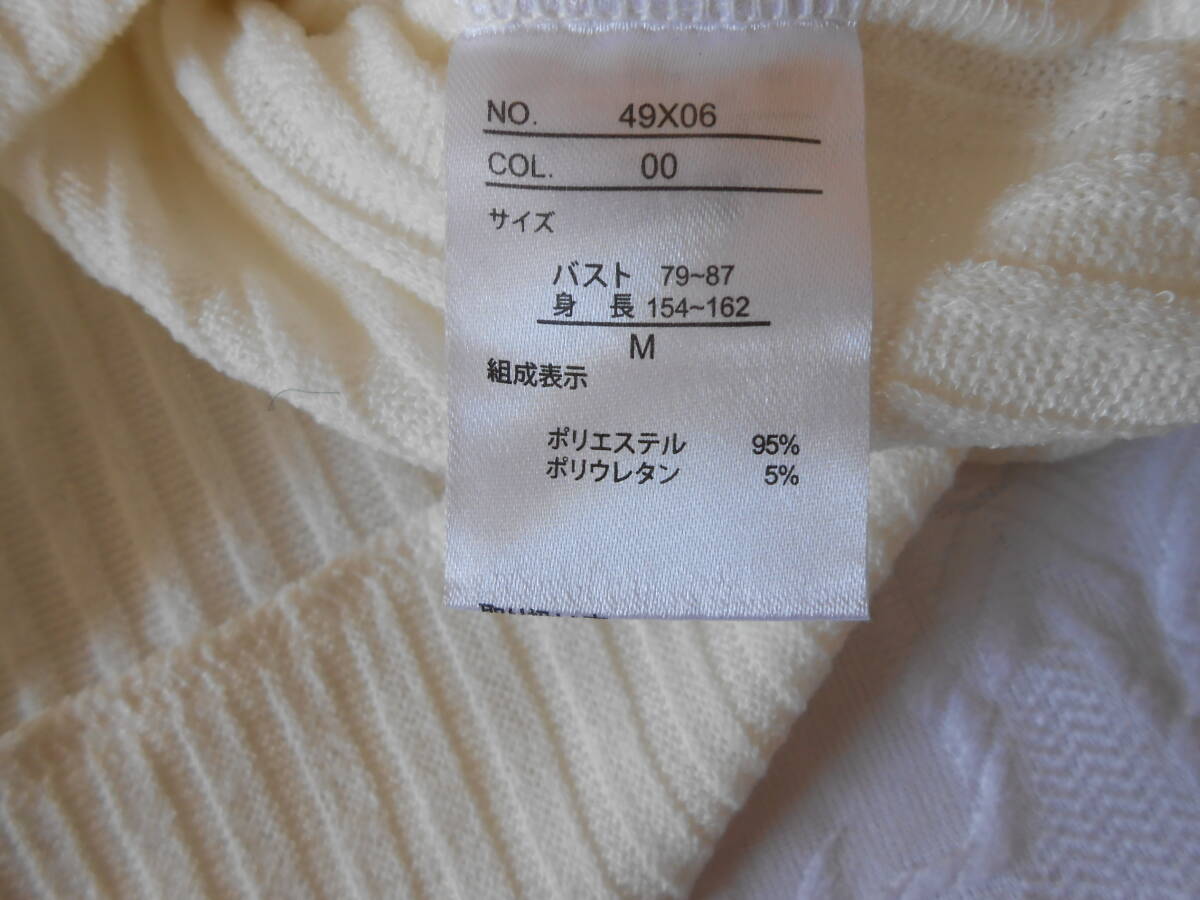 NO. 49X06
COL. 00
サイズ
バスト 79~87
身 長 154~162
M
組成表示
ポリエステル 95%
ポリウレタン 5%